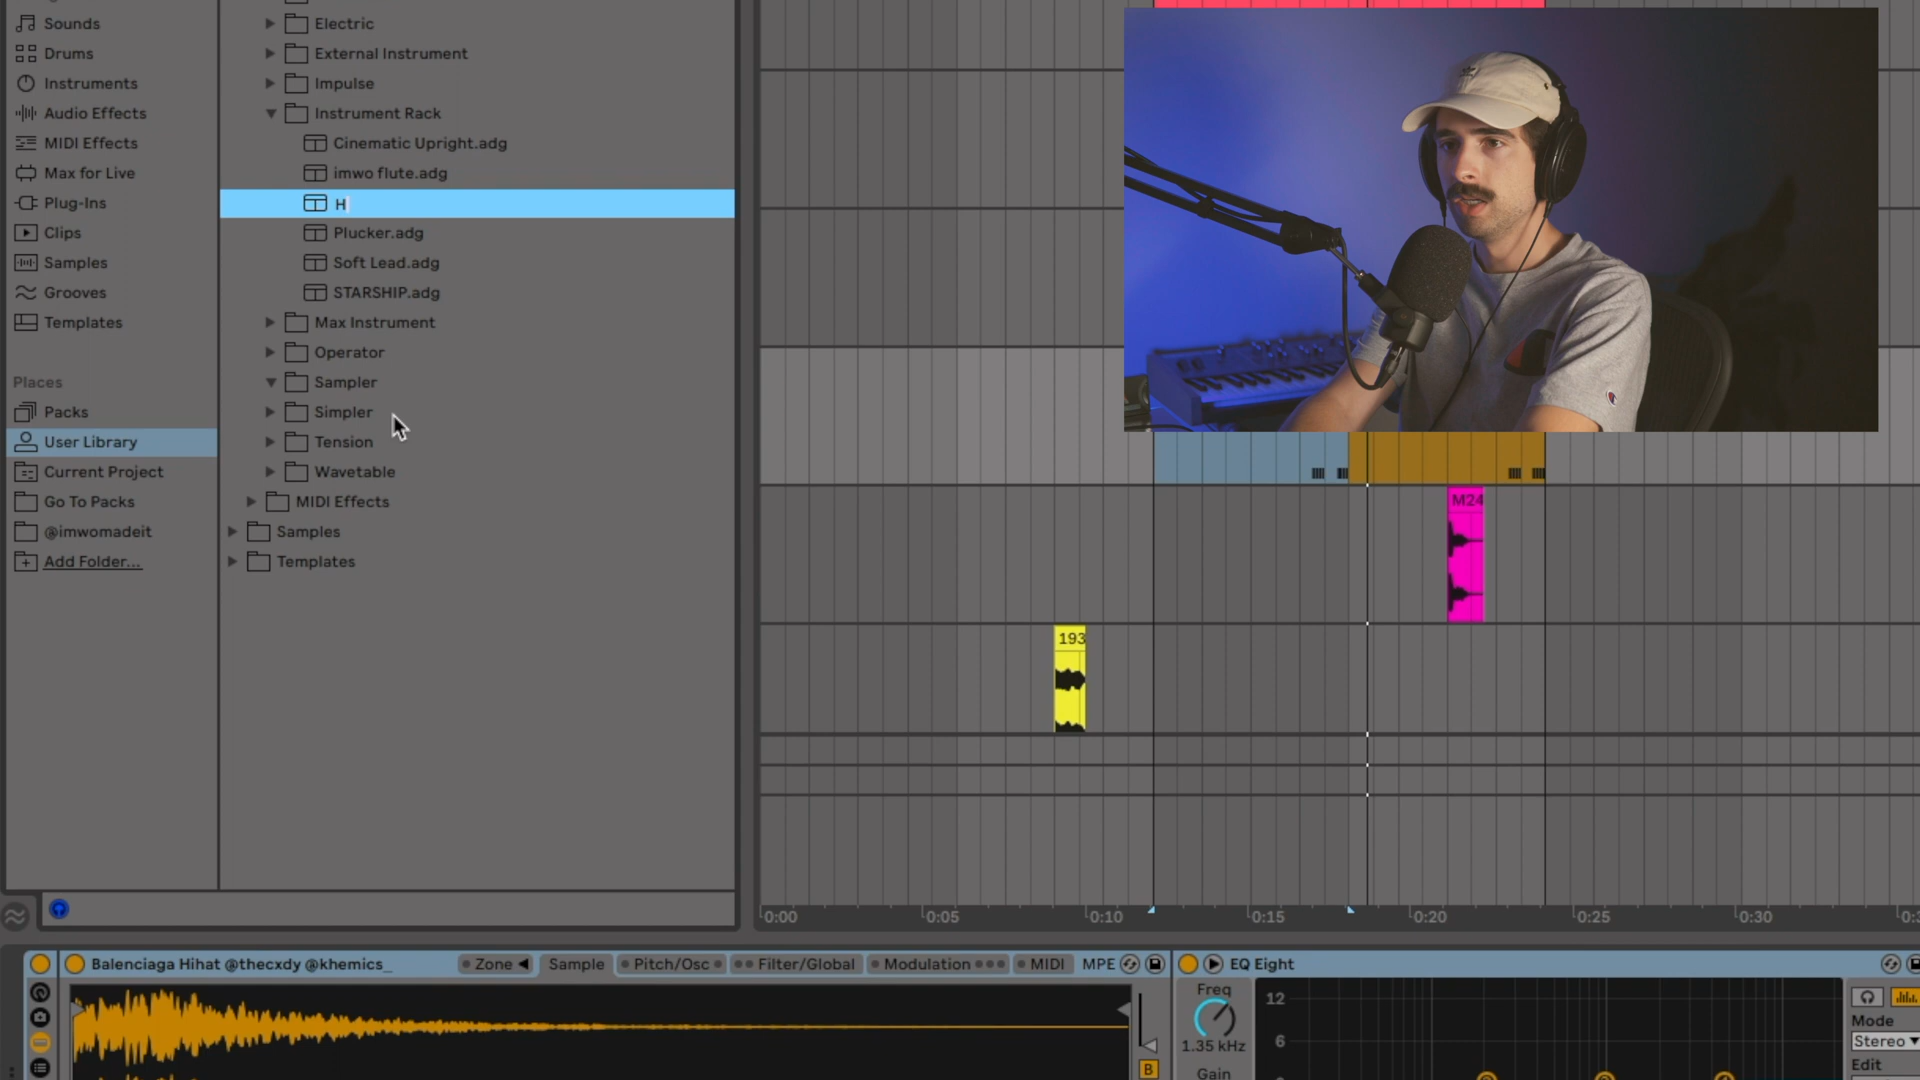 Sounds
Drums
Instruments
Audio Effects
MIDI Effects
Max for Live
Plug-Ins
Clips
Samples
Grooves
Templates
Places
Packs
User Library
Current Project
Go To Packs
@imwomadeit
Add Folder...
Electric
External Instrument
Impulse
Instrument Rack
Cinematic Upright.adg
imwo flute.adg
H
Plucker.adg
Soft Lead.adg
STARSHIP.adg
Max Instrument
Operator
Sampler
Simpler
Tension
Wavetable
MIDI Effects
Samples
Templates
M24
193
0:00 0:05 0:10 0:15 0:20 0:25 0:30
Balenciaga Hihat @thecxdy @khemics_ Zone Sample Pitch/Osc Filter/Global Modulation MIDI MPE
B
EQ Eight
Freq
1.35 kHz
Gain
12
6
Mode
Stereo
Edit